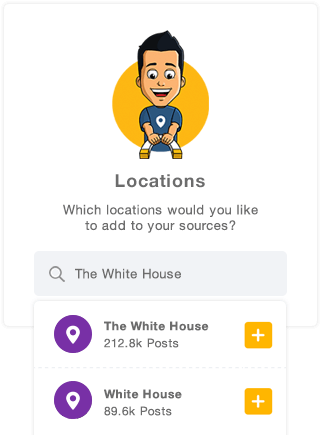 Locations
Which locations would you like
to add to your sources?
The White House
The White House
212.8k Posts
White House
89.6k Posts